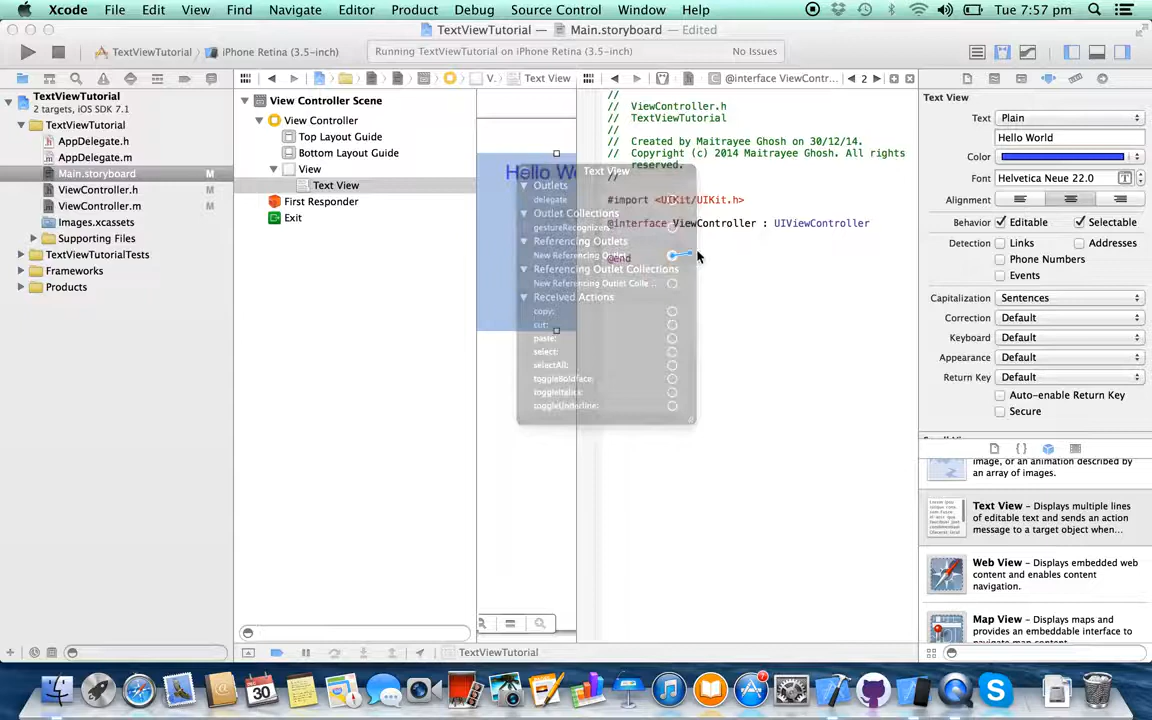 Xcode File Edit View Find Navigate Editor Product Debug Source Control Window Help Tue 7:57 pm
TextViewTutorial — Main.storyboard — Edited
TextViewTutorial iPhone Retina (3.5-inch) Running TextViewTutorial on iPhone Retina (3.5-inch) No Issues
V... Text View @interface ViewContr... 2
TextViewTutorial
2 targets, iOS SDK 7.1
TextViewTutorial
AppDelegate.h
AppDelegate.m
Main.storyboard M
ViewController.h M
ViewController.m M
Images.xcassets
Supporting Files
TextViewTutorialTests
Frameworks
Products
View Controller Scene
View Controller
Top Layout Guide
Bottom Layout Guide
View
Text View
First Responder
Exit
Hello Wo
Text View
Outlets
delegate
Outlet Collections
gestureRecognizers
Referencing Outlets
New Referencing Outlet
Referencing Outlet Collections
New Referencing Outlet Colle...
Received Actions
copy:
cut:
paste:
select:
selectAll:
toggleBoldface:
toggleItalics:
toggleUnderline:
//
// ViewController.h
// TextViewTutorial
//
// Created by Maitrayee Ghosh on 30/12/14.
// Copyright (c) 2014 Maitrayee Ghosh. All rights
reserved.
//
#import <UIKit/UIKit.h>
@interface ViewController : UIViewController
@end
TextViewTutorial
Text View
Text Plain
Hello World
Color
Font Helvetica Neue 22.0
Alignment
Behavior Editable Selectable
Detection Links Addresses
Phone Numbers
Events
Capitalization Sentences
Correction Default
Keyboard Default
Appearance Default
Return Key Default
Auto-enable Return Key
Secure
image, or an animation described by
an array of images.
Text View – Displays multiple lines
of editable text and sends an action
message to a target object when...
Web View – Displays embedded web
content and enables content
navigation.
Map View – Displays maps and
provides an embeddable interface to
30